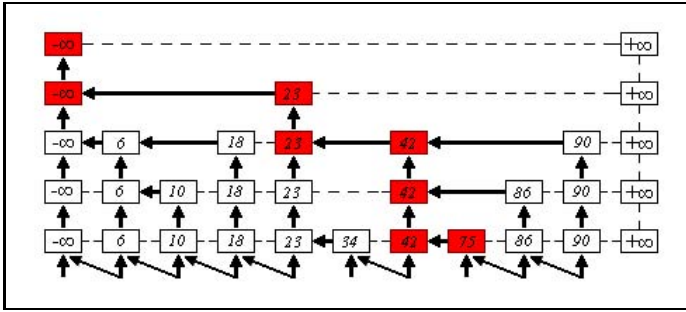 -∞ +∞
-∞ 23 +∞
-∞ 6 18 23 42 90 +∞
-∞ 6 10 18 23 42 86 90 +∞
-∞ 6 10 18 23 34 42 75 86 90 +∞